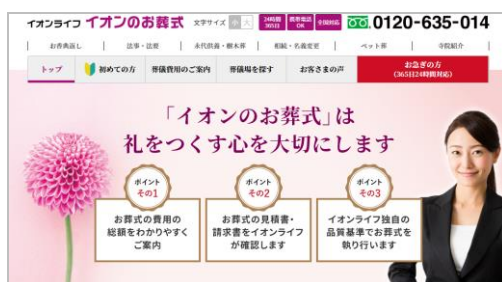 イオンライフ イオンのお葬式 文字サイズ 小 大 24時間 365日 携帯電話 OK 全国対応 0120-635-014
お香典返し 法事・法要 永代供養・樹木葬 相続・名義変更 ペット葬 寺院紹介
トップ 初めての方 葬儀費用のご案内 葬儀場を探す お客さまの声 お急ぎの方
(365日24時間対応)
「イオンのお葬式」は
礼をつくす心を大切にします
ポイント
その1
お葬式の費用の
総額をわかりやすく
ご案内
ポイント
その2
お葬式の見積書・
請求書をイオンライフ
が確認します
ポイント
その3
イオンライフ独自の
品質基準でお葬式を
執り行います